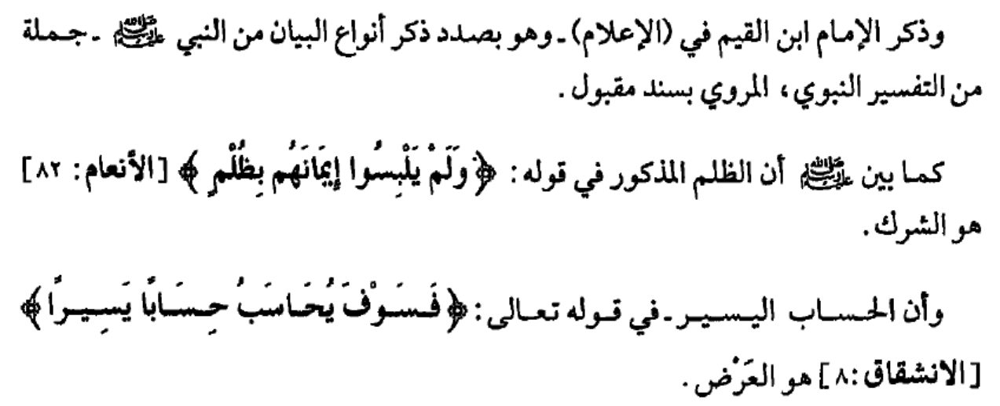 وذكر الإمام ابن القيم في (الإعلام) ـ وهو بصدد ذكر أنواع البيان من النبي ﷺ ـ جملة
من التفسير النبوي، المروي بسند مقبول.
كما بين ﷺ أن الظلم المذكور في قوله: ﴿وَلَمْ يَلْبِسُوا إِيمَانَهُم بِظُلْمٍ﴾ [الأنعام: ٨٢]
هو الشرك.
وأن الحساب اليسير ـ في قوله تعالى: ﴿فَسَوْفَ يُحَاسَبُ حِسَابًا يَسِيرًا﴾
[الانشقاق: ٨] هو العَرْض.